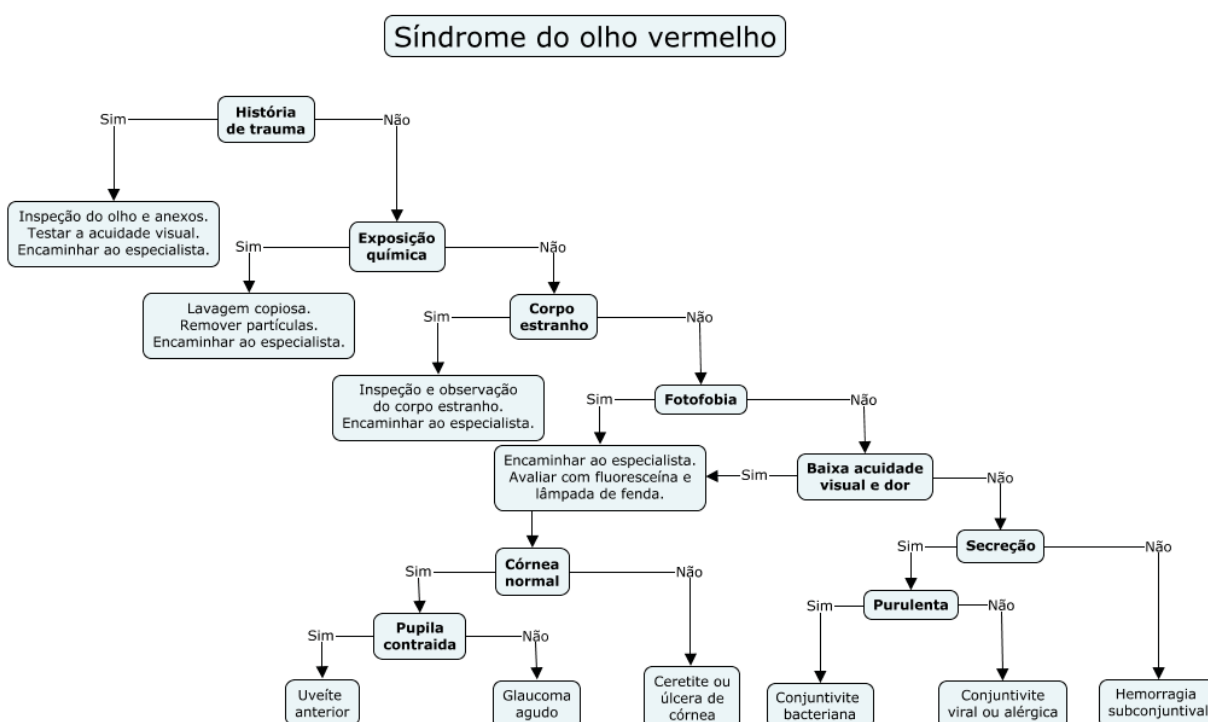 Síndrome do olho vermelho
História
de trauma
Sim
Não
Inspeção do olho e anexos.
Testar a acuidade visual.
Encaminhar ao especialista.
Exposição
química
Sim
Não
Lavagem copiosa.
Remover partículas.
Encaminhar ao especialista.
Corpo
estranho
Sim
Não
Inspeção e observação
do corpo estranho.
Encaminhar ao especialista.
Fotofobia
Sim
Não
Encaminhar ao especialista.
Avaliar com fluoresceína e
lâmpada de fenda.
Sim
Baixa acuidade
visual e dor
Não
Secreção
Sim
Não
Córnea
normal
Sim
Não
Purulenta
Sim
Não
Pupila
contraida
Sim
Não
Uveíte
anterior
Glaucoma
agudo
Ceretite ou
úlcera de
córnea
Conjuntivite
bacteriana
Conjuntivite
viral ou alérgica
Hemorragia
subconjuntival